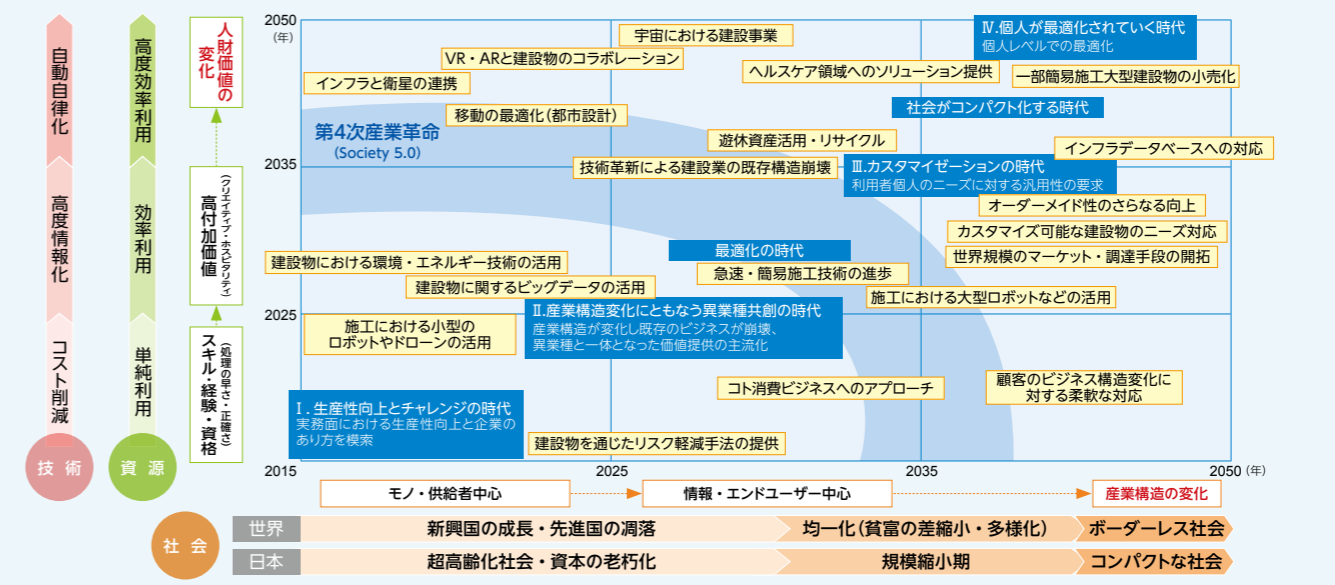 2050
(年)
2035
2025
2015
2025
2035
2050 (年)
自動自律化
高度情報化
コスト削減
技 術
高度効率利用
効率利用
単純利用
資 源
人財価値の
変化
高付加価値
(クリエイティブ・ホスピタリティ)
スキル・経験・資格
(処理の早さ・正確さ)
宇宙における建設事業
VR・ARと建設物のコラボレーション
インフラと衛星の連携
移動の最適化(都市設計)
第4次産業革命
(Society 5.0)
Ⅳ.個人が最適化されていく時代
個人レベルでの最適化
ヘルスケア領域へのソリューション提供
一部簡易施工大型建設物の小売化
社会がコンパクト化する時代
遊休資産活用・リサイクル
インフラデータベースへの対応
技術革新による建設業の既存構造崩壊
Ⅲ.カスタマイゼーションの時代
利用者個人のニーズに対する汎用性の要求
オーダーメイド性のさらなる向上
カスタマイズ可能な建設物のニーズ対応
世界規模のマーケット・調達手段の開拓
最適化の時代
急速・簡易施工技術の進歩
施工における大型ロボットなどの活用
建設物における環境・エネルギー技術の活用
建設物に関するビッグデータの活用
Ⅱ.産業構造変化にともなう異業種共創の時代
産業構造が変化し既存のビジネスが崩壊、
異業種と一体となった価値提供の主流化
施工における小型の
ロボットやドローンの活用
コト消費ビジネスへのアプローチ
顧客のビジネス構造変化に
対する柔軟な対応
Ⅰ.生産性向上とチャレンジの時代
実務面における生産性向上と企業の
あり方を模索
建設物を通じたリスク軽減手法の提供
モノ・供給者中心
情報・エンドユーザー中心
産業構造の変化
社 会
世界
新興国の成長・先進国の凋落
均一化(貧富の差縮小・多様化)
ボーダーレス社会
日本
超高齢化社会・資本の老朽化
規模縮小期
コンパクトな社会